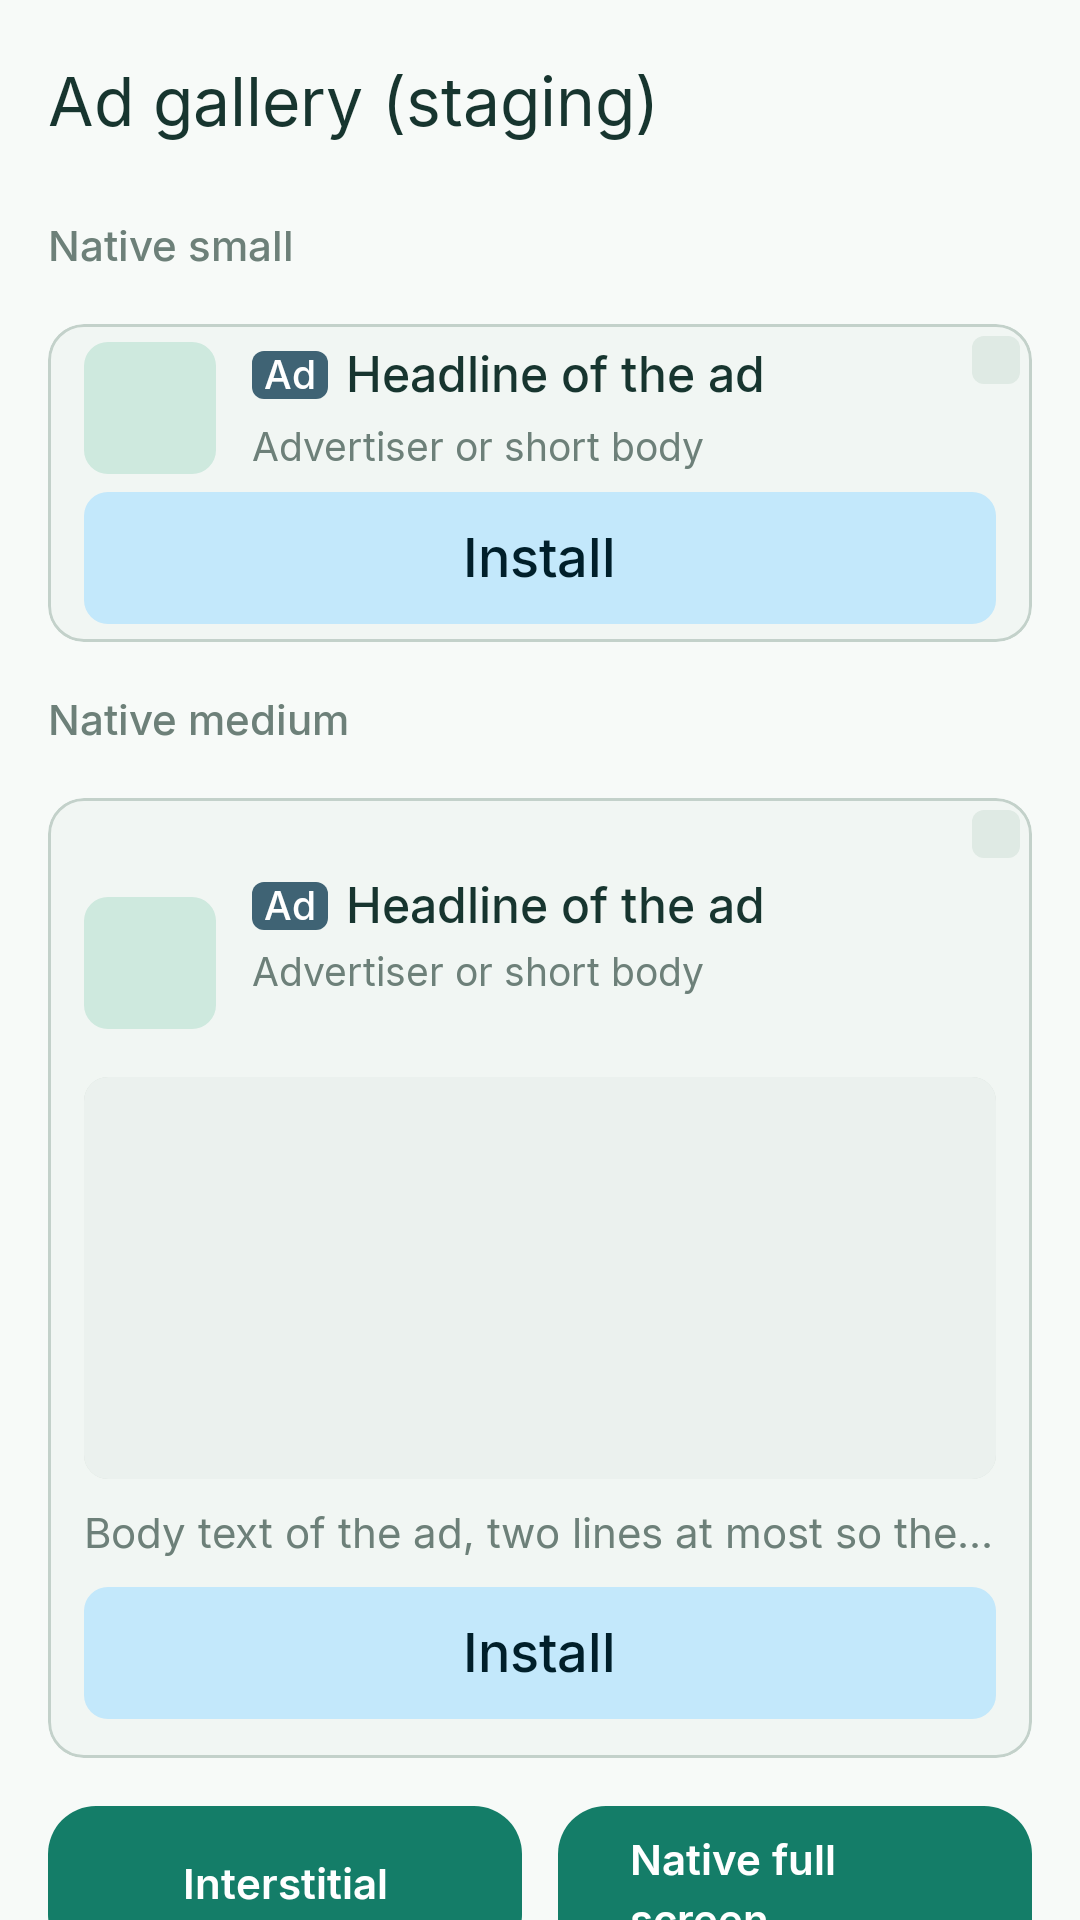 Ad gallery (staging)
Native small
Ad Headline of the ad
Advertiser or short body
Install
Native medium
Ad Headline of the ad
Advertiser or short body
Body text of the ad, two lines at most so the...
Install
Interstitial
Native full
screen